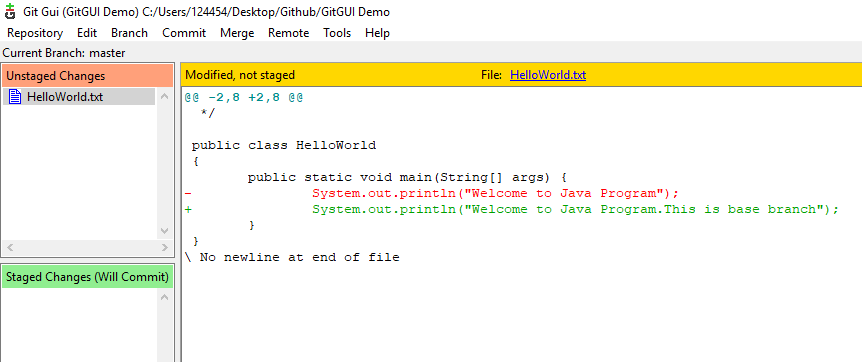 Git Gui (GitGUI Demo) C:/Users/124454/Desktop/Github/GitGUI Demo
Repository Edit Branch Commit Merge Remote Tools Help
Current Branch: master
Unstaged Changes
HelloWorld.txt
Modified, not staged File: HelloWorld.txt
@@ -2,8 +2,8 @@
  */
 
 public class HelloWorld
 {
        public static void main(String[] args) {
-               System.out.println("Welcome to Java Program");
+               System.out.println("Welcome to Java Program.This is base branch");
        }
 }
\ No newline at end of file
Staged Changes (Will Commit)